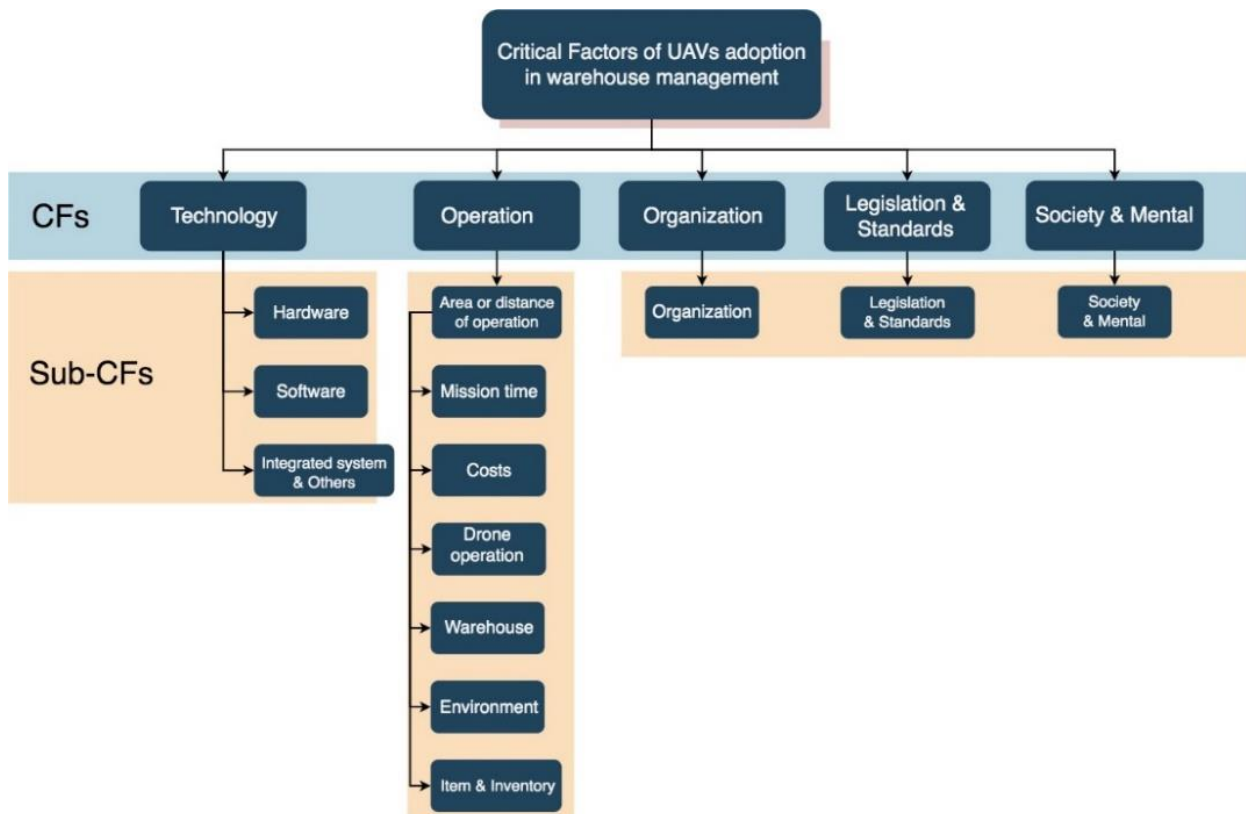 Critical Factors of UAVs adoption
in warehouse management
CFs
Technology
Operation
Organization
Legislation &
Standards
Society & Mental
Sub-CFs
Hardware
Software
Integrated system
& Others
Area or distance
of operation
Mission time
Costs
Drone
operation
Warehouse
Environment
Item & Inventory
Organization
Legislation
& Standards
Society
& Mental